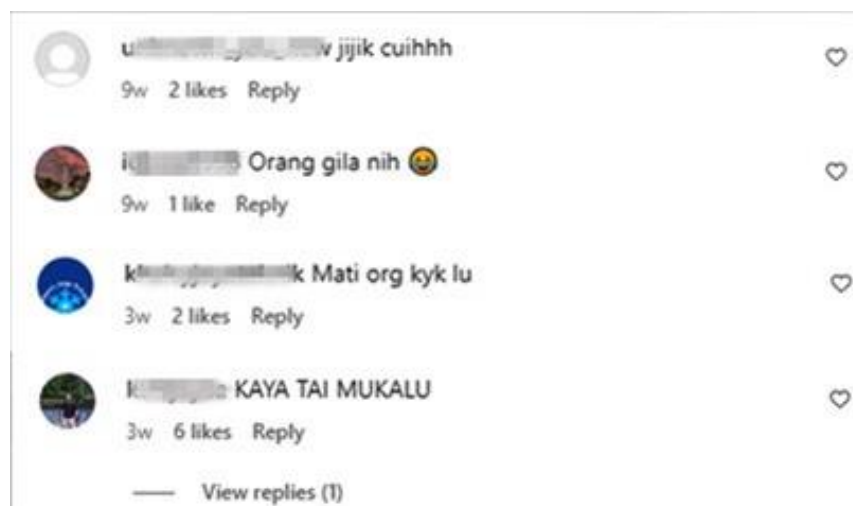 jijik cuihhh
9w 2 likes Reply
Orang gila nih 😂
9w 1 like Reply
Mati org kyk lu
3w 2 likes Reply
KAYA TAI MUKALU
3w 6 likes Reply
View replies (1)